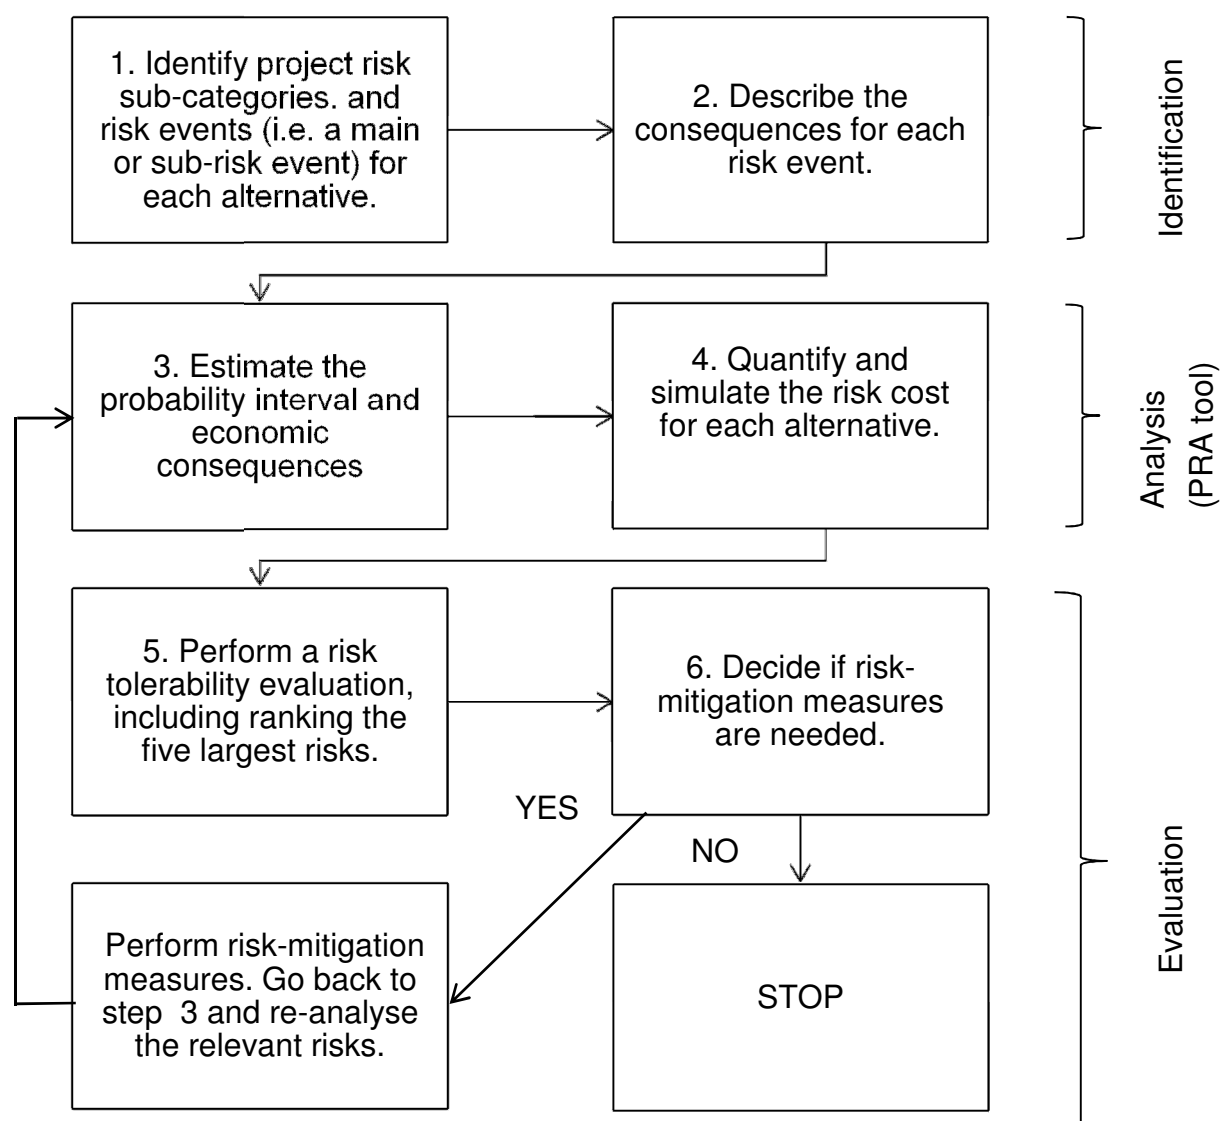 1. Identify project risk
sub-categories. and
risk events (i.e. a main
or sub-risk event) for
each alternative.
2. Describe the
consequences for each
risk event.
Identification
3. Estimate the
probability interval and
economic
consequences
4. Quantify and
simulate the risk cost
for each alternative.
Analysis
(PRA tool)
5. Perform a risk
tolerability evaluation,
including ranking the
five largest risks.
6. Decide if risk-
mitigation measures
are needed.
YES
NO
Perform risk-mitigation
measures. Go back to
step 3 and re-analyse
the relevant risks.
STOP
Evaluation